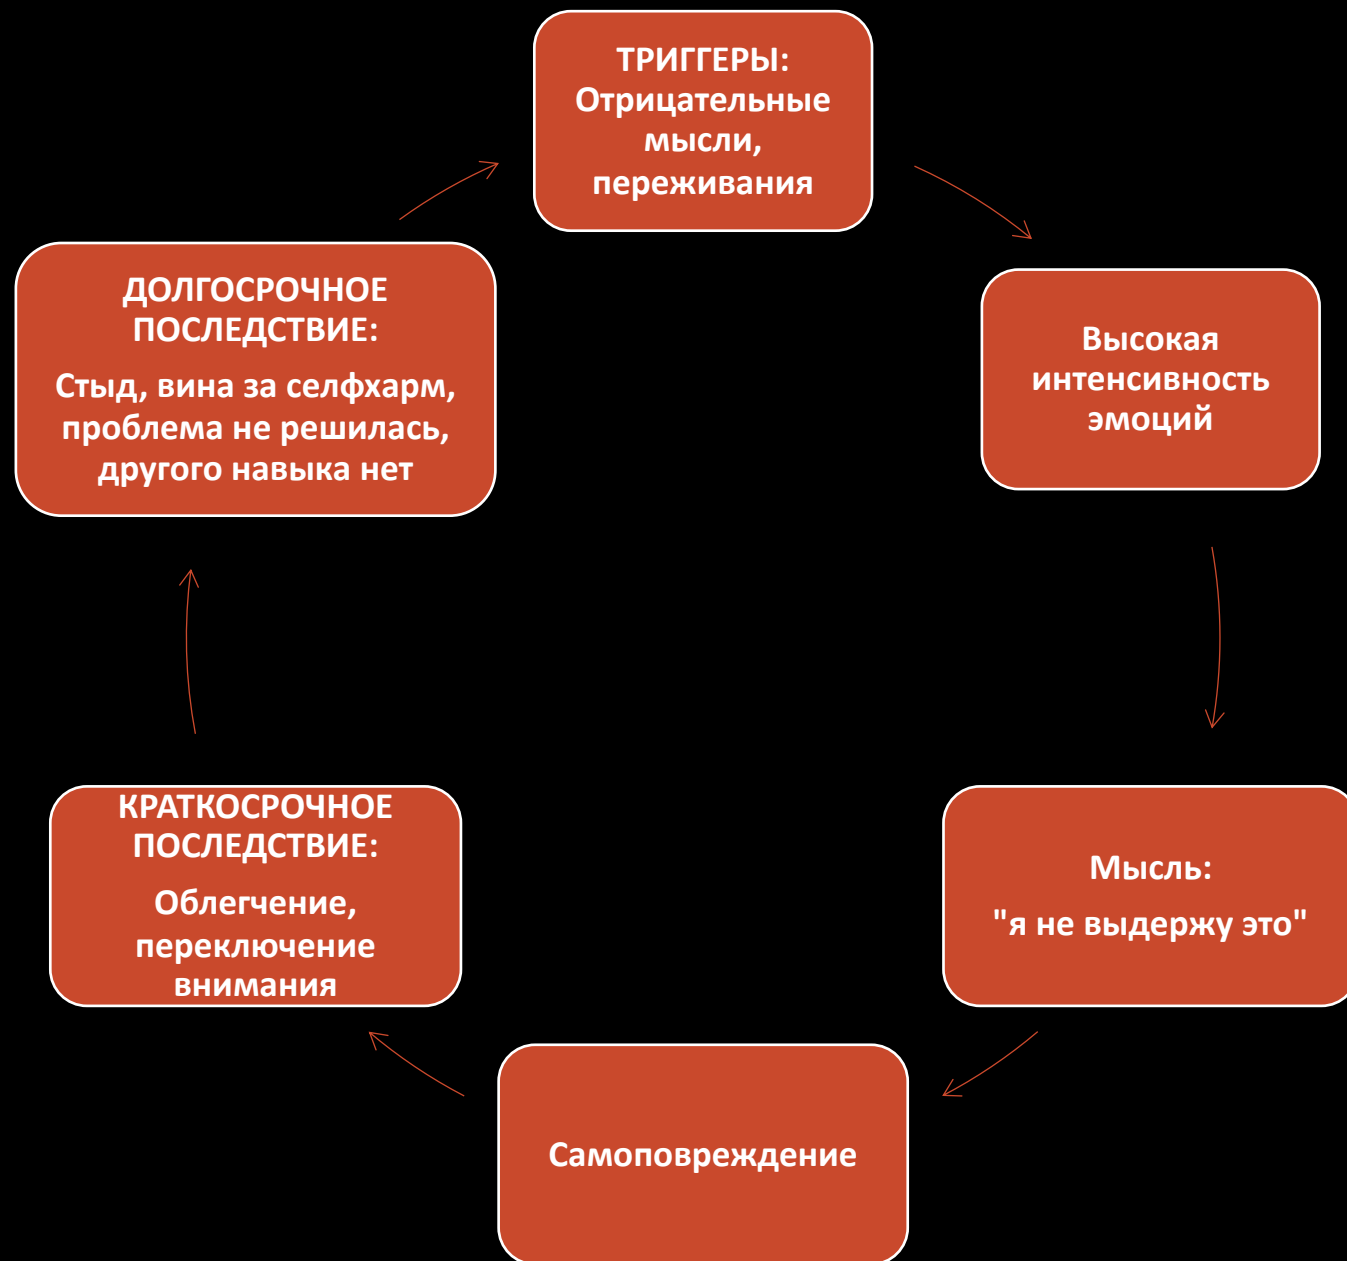 ТРИГГЕРЫ:
Отрицательные
мысли,
переживания
Высокая
интенсивность
эмоций
Мысль:
"я не выдержу это"
Самоповреждение
КРАТКОСРОЧНОЕ
ПОСЛЕДСТВИЕ:
Облегчение,
переключение
внимания
ДОЛГОСРОЧНОЕ
ПОСЛЕДСТВИЕ:
Стыд, вина за селфхарм,
проблема не решилась,
другого навыка нет